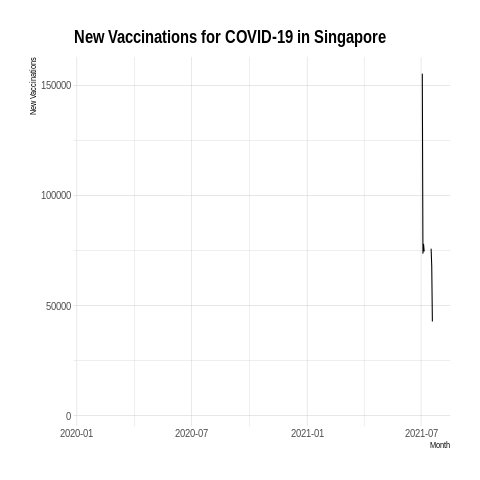 New Vaccinations for COVID-19 in Singapore
New Vaccinations
150000
100000
50000
0
2020-01 2020-07 2021-01 2021-07
Month